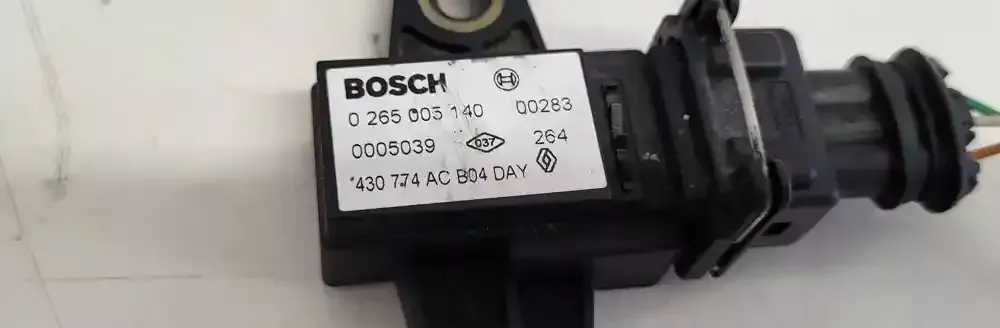 BOSCH
0 265 005 140 00283
0005039 037 264
*430 774 AC B04 DAY